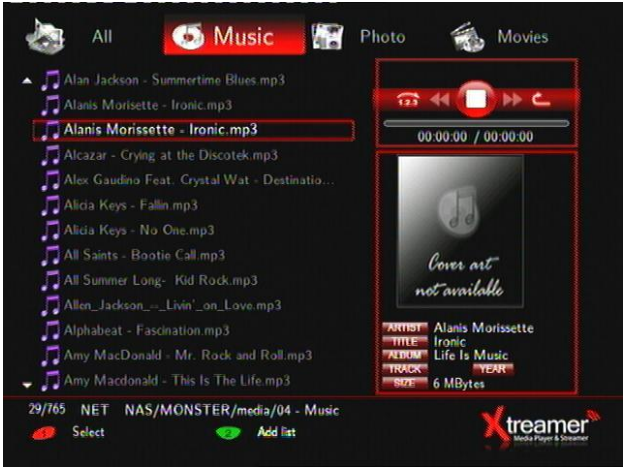 All Music Photo Movies
Alan Jackson - Summertime Blues.mp3
Alanis Morisette - Ironic.mp3
Alanis Morissette - Ironic.mp3
Alcazar - Crying at the Discotek.mp3
Alex Gaudino Feat. Crystal Wat - Destinatio...
Alicia Keys - Fallin.mp3
Alicia Keys - No One.mp3
All Saints - Bootie Call.mp3
All Summer Long- Kid Rock.mp3
Allen_Jackson_-_Livin'_on_Love.mp3
Alphabeat - Fascination.mp3
Amy MacDonald - Mr. Rock and Roll.mp3
Amy Macdonald - This Is The Life.mp3
1.2.3
00:00:00 / 00:00:00
Cover art
not available
ARTIST Alanis Morissette
TITLE Ironic
ALBUM Life Is Music
TRACK YEAR
SIZE 6 MBytes
29/765 NET NAS/MONSTER/media/04 - Music
1 Select 2 Add list
Xtreamer
Media Player & Streamer